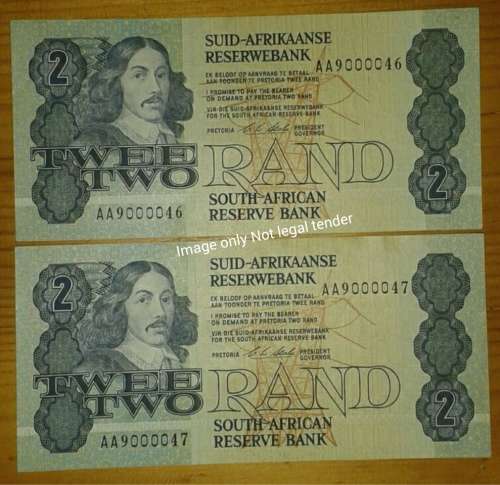 2
SUID-AFRIKAANSE
RESERWEBANK
AA9000046
EK BELOOF OP AANVRAAG TE BETAAL
AAN TOONDER TE PRETORIA TWEE RAND
I PROMISE TO PAY THE BEARER
ON DEMAND AT PRETORIA TWO RAND
VIR DIE SUID-AFRIKAANSE RESERWEBANK
FOR THE SOUTH AFRICAN RESERVE BANK
PRETORIA PRESIDENT
GOVERNOR
TWEE
TWO
RAND
2
AA9000046
SOUTH AFRICAN
RESERVE BANK
Image only Not legal tender
2
SUID-AFRIKAANSE
RESERWEBANK
AA9000047
EK BELOOF OP AANVRAAG TE BETAAL
AAN TOONDER TE PRETORIA TWEE RAND
I PROMISE TO PAY THE BEARER
ON DEMAND AT PRETORIA TWO RAND
VIR DIE SUID-AFRIKAANSE RESERWEBANK
FOR THE SOUTH AFRICAN RESERVE BANK
PRETORIA PRESIDENT
GOVERNOR
TWEE
TWO
RAND
2
AA9000047
SOUTH AFRICAN
RESERVE BANK